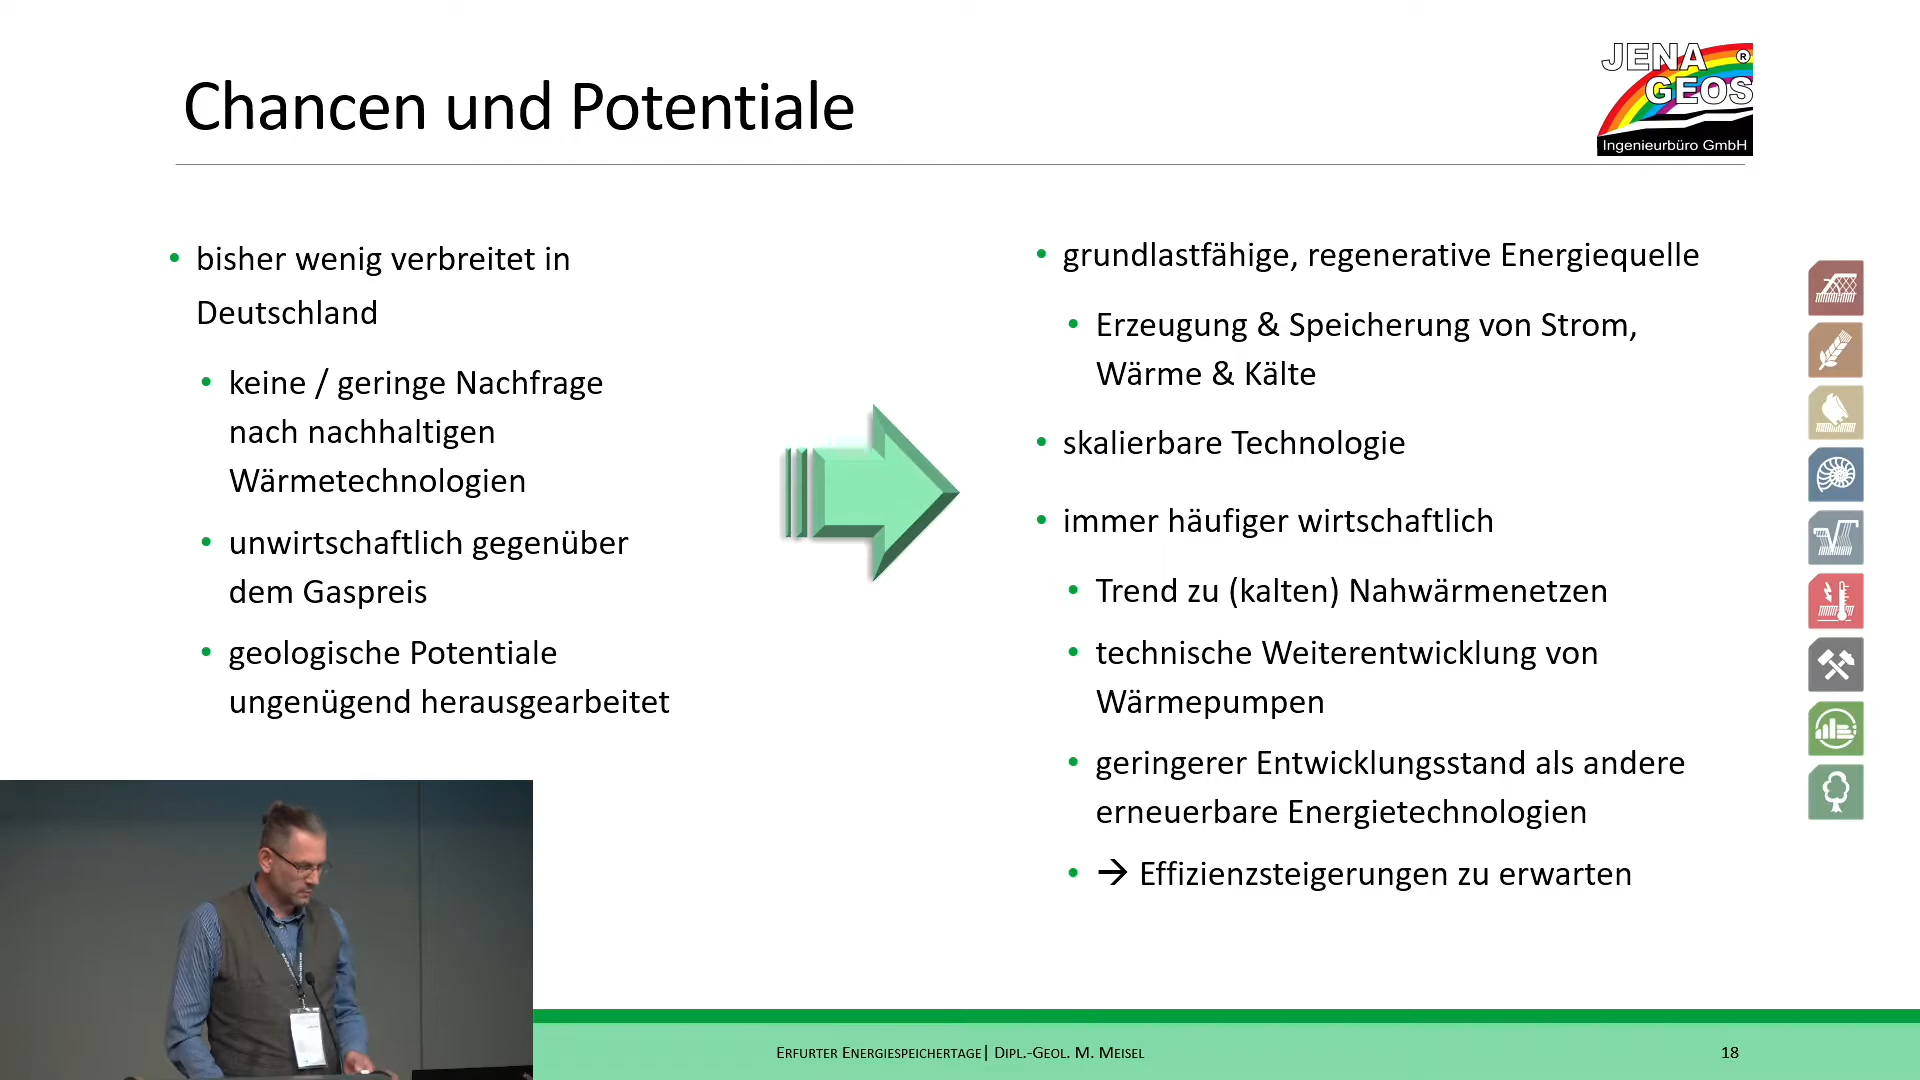 Chancen und Potentiale
JENA ®
GEOS
Ingenieurbüro GmbH
• bisher wenig verbreitet in
Deutschland
• keine / geringe Nachfrage
nach nachhaltigen
Wärmetechnologien
• unwirtschaftlich gegenüber
dem Gaspreis
• geologische Potentiale
ungenügend herausgearbeitet
• grundlastfähige, regenerative Energiequelle
• Erzeugung & Speicherung von Strom,
Wärme & Kälte
• skalierbare Technologie
• immer häufiger wirtschaftlich
• Trend zu (kalten) Nahwärmenetzen
• technische Weiterentwicklung von
Wärmepumpen
• geringerer Entwicklungsstand als andere
erneuerbare Energietechnologien
• → Effizienzsteigerungen zu erwarten
Erfurter Energiespeichertage| Dipl.-Geol. M. Meisel
18